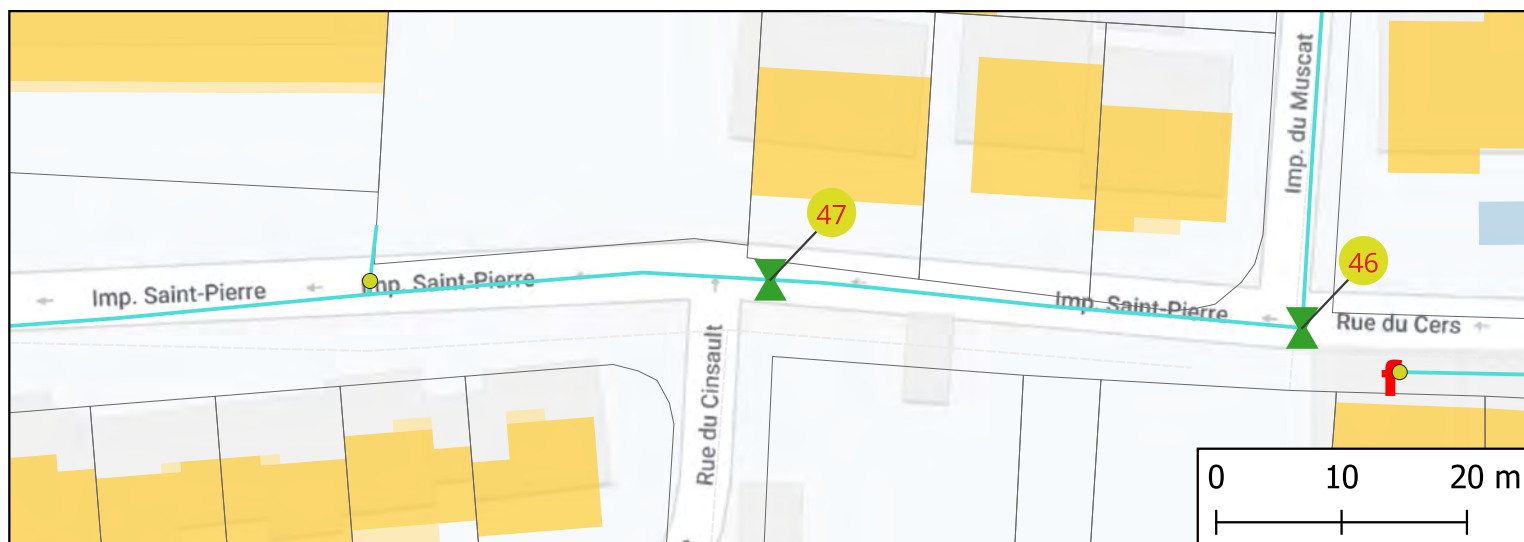 Imp. du Muscat
47
46
Imp. Saint-Pierre
Imp. Saint-Pierre
Imp. Saint-Pierre
Rue du Cers
f
Rue du Cinsault
0 10 20 m